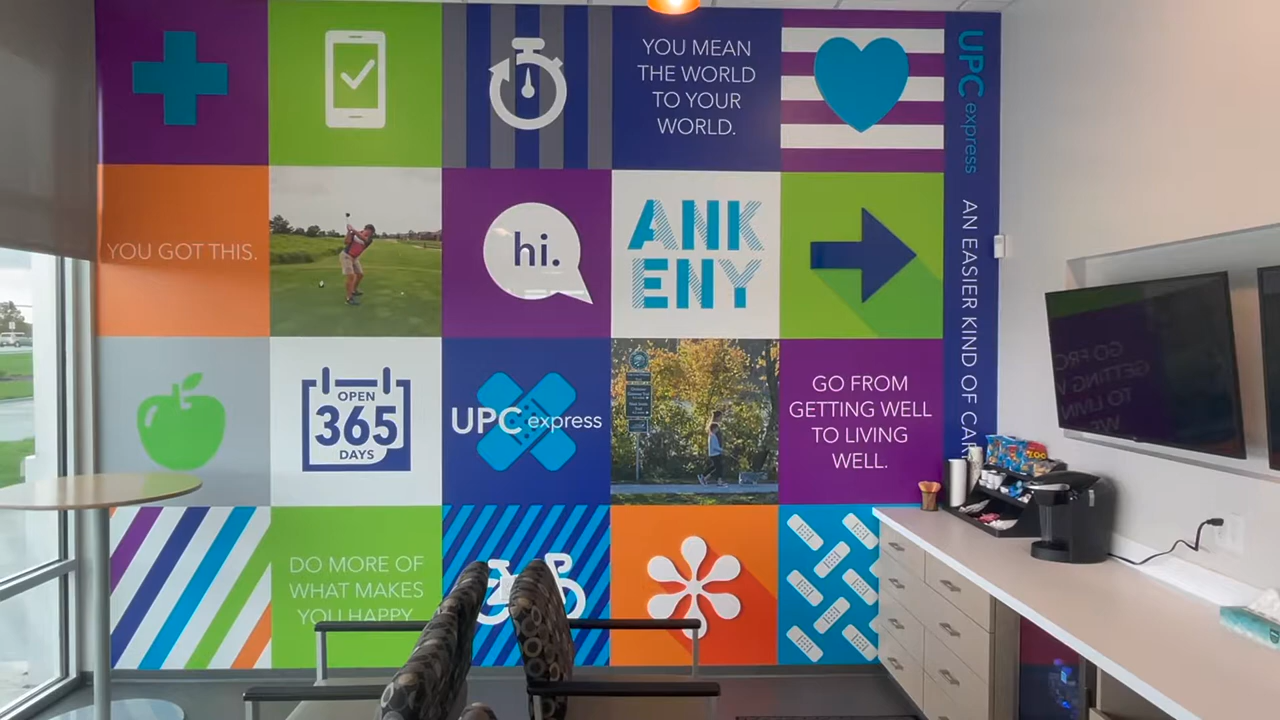 YOU MEAN
THE WORLD
TO YOUR
WORLD.
UPC express
AN EASIER KIND OF
YOU GOT THIS.
hi.
ANK
ENY
OPEN
365
DAYS
UPC express
GO FROM
GETTING WELL
TO LIVING
WELL.
DO MORE OF
WHAT MAKES
YOU HAPPY